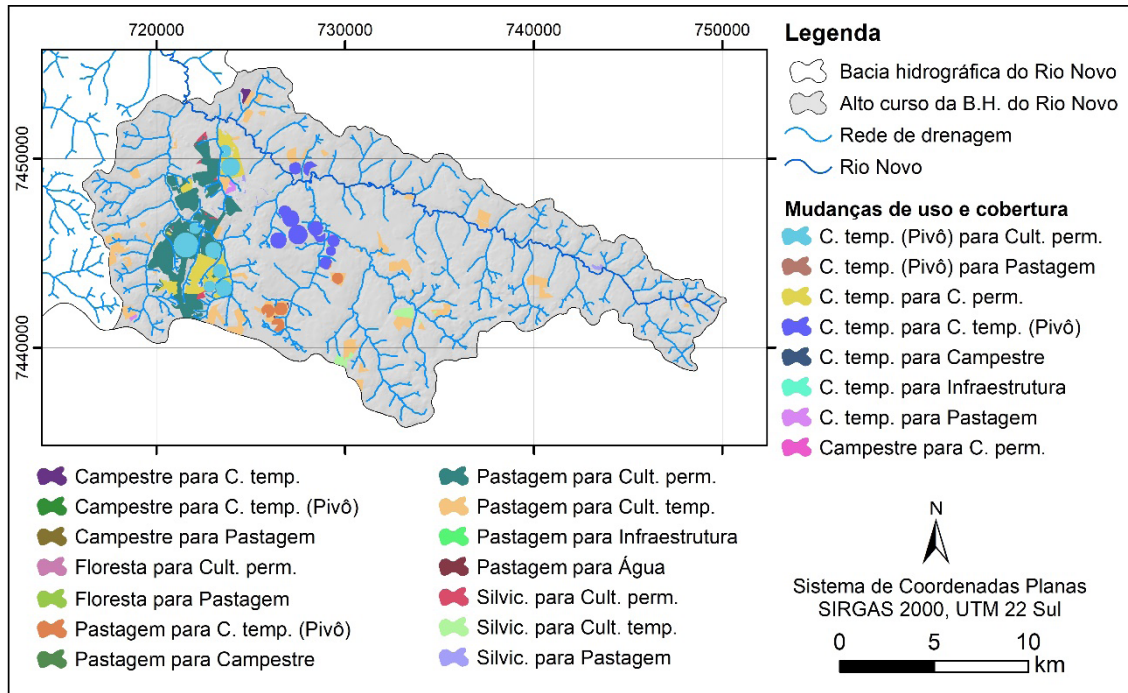 720000
730000
740000
750000
7450000
7440000
Legenda
Bacia hidrográfica do Rio Novo
Alto curso da B.H. do Rio Novo
Rede de drenagem
Rio Novo
Mudanças de uso e cobertura
C. temp. (Pivô) para Cult. perm.
C. temp. (Pivô) para Pastagem
C. temp. para C. perm.
C. temp. para C. temp. (Pivô)
C. temp. para Campestre
C. temp. para Infraestrutura
C. temp. para Pastagem
Campestre para C. perm.
Campestre para C. temp.
Campestre para C. temp. (Pivô)
Campestre para Pastagem
Floresta para Cult. perm.
Floresta para Pastagem
Pastagem para C. temp. (Pivô)
Pastagem para Campestre
Pastagem para Cult. perm.
Pastagem para Cult. temp.
Pastagem para Infraestrutura
Pastagem para Água
Silvic. para Cult. perm.
Silvic. para Cult. temp.
Silvic. para Pastagem
N
Sistema de Coordenadas Planas
SIRGAS 2000, UTM 22 Sul
0 5 10
km